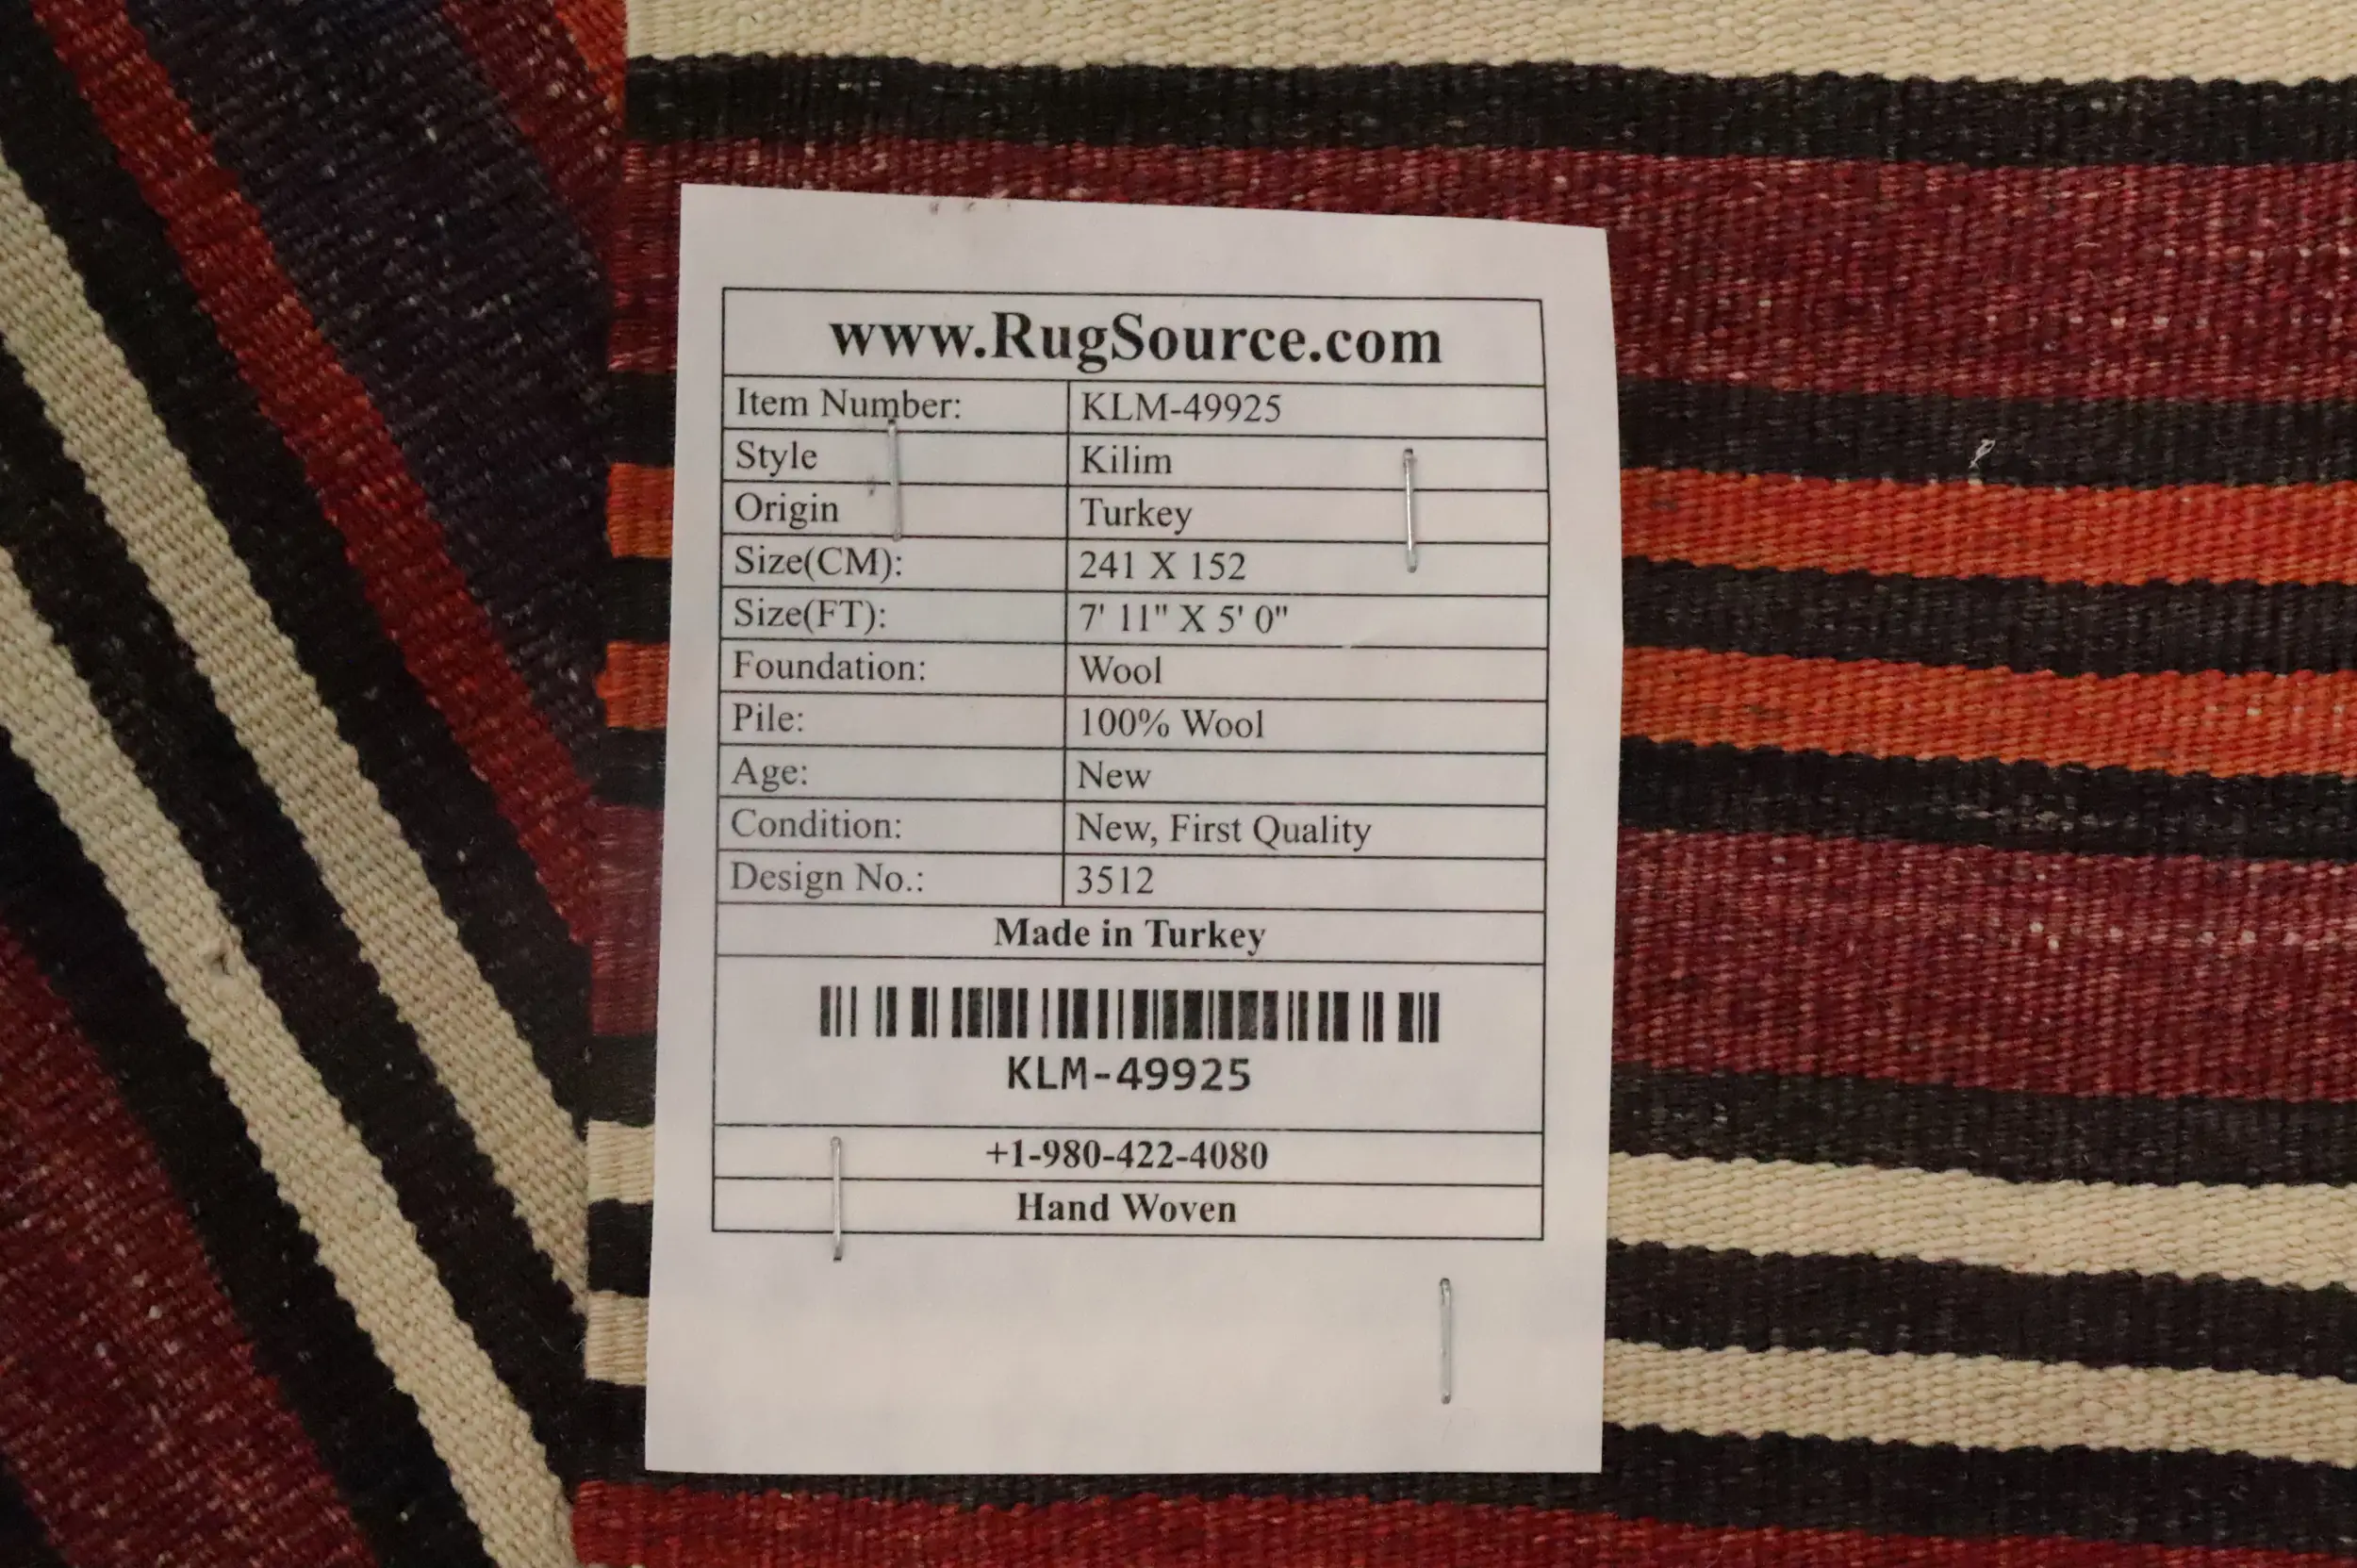 www.RugSource.com
Item Number: KLM-49925
Style Kilim
Origin Turkey
Size(CM): 241 X 152
Size(FT): 7' 11" X 5' 0"
Foundation: Wool
Pile: 100% Wool
Age: New
Condition: New, First Quality
Design No.: 3512
Made in Turkey
KLM-49925
+1-980-422-4080
Hand Woven